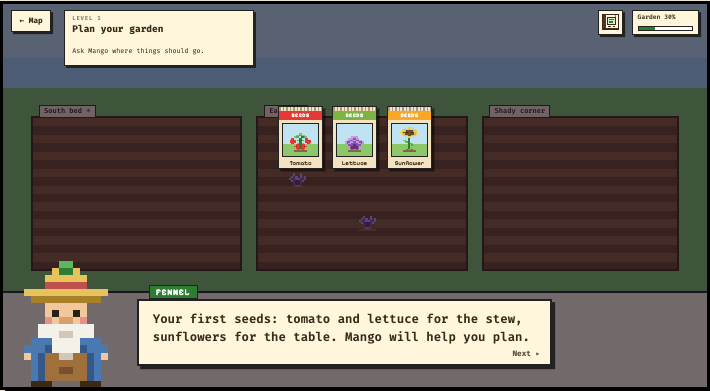 ← Map
LEVEL 1
Plan your garden
Ask Mango where things should go.
Garden 30%
South bed ☀
Ea
Shady corner
SEEDS
Tomato
SEEDS
Lettuce
SEEDS
Sunflower
FENNEL
Your first seeds: tomato and lettuce for the stew,
sunflowers for the table. Mango will help you plan.
Next ▸